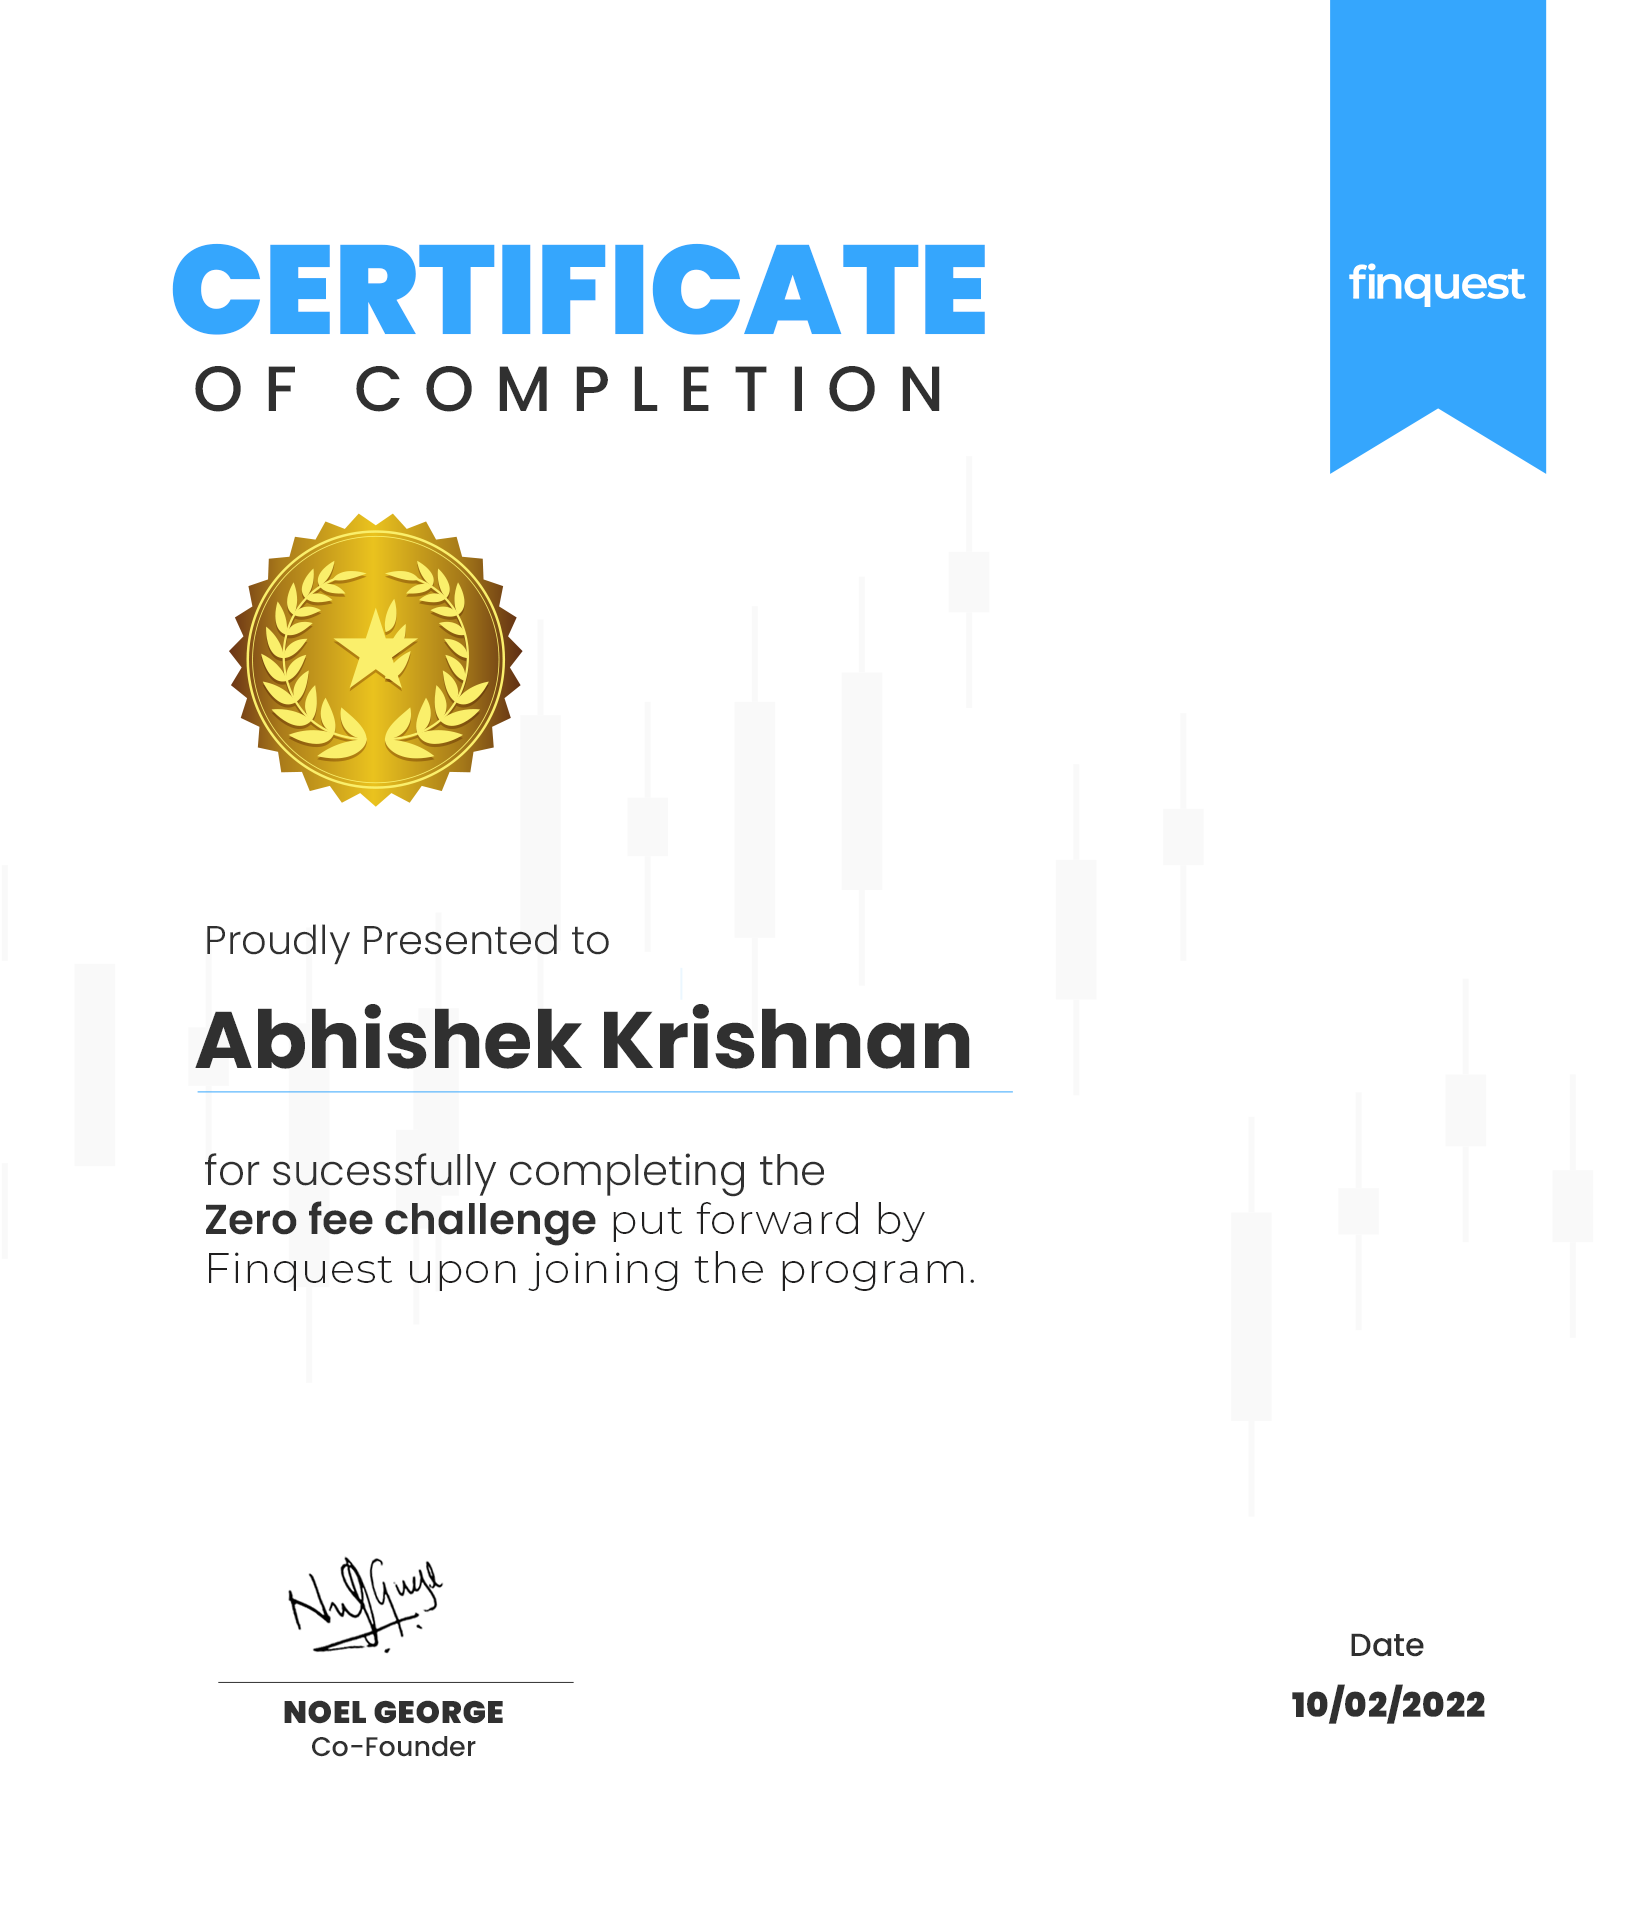 finquest
CERTIFICATE
OF COMPLETION
Proudly Presented to
Abhishek Krishnan
for sucessfully completing the
Zero fee challenge put forward by
Finquest upon joining the program.
Noel George
NOEL GEORGE
Co-Founder
Date
10/02/2022